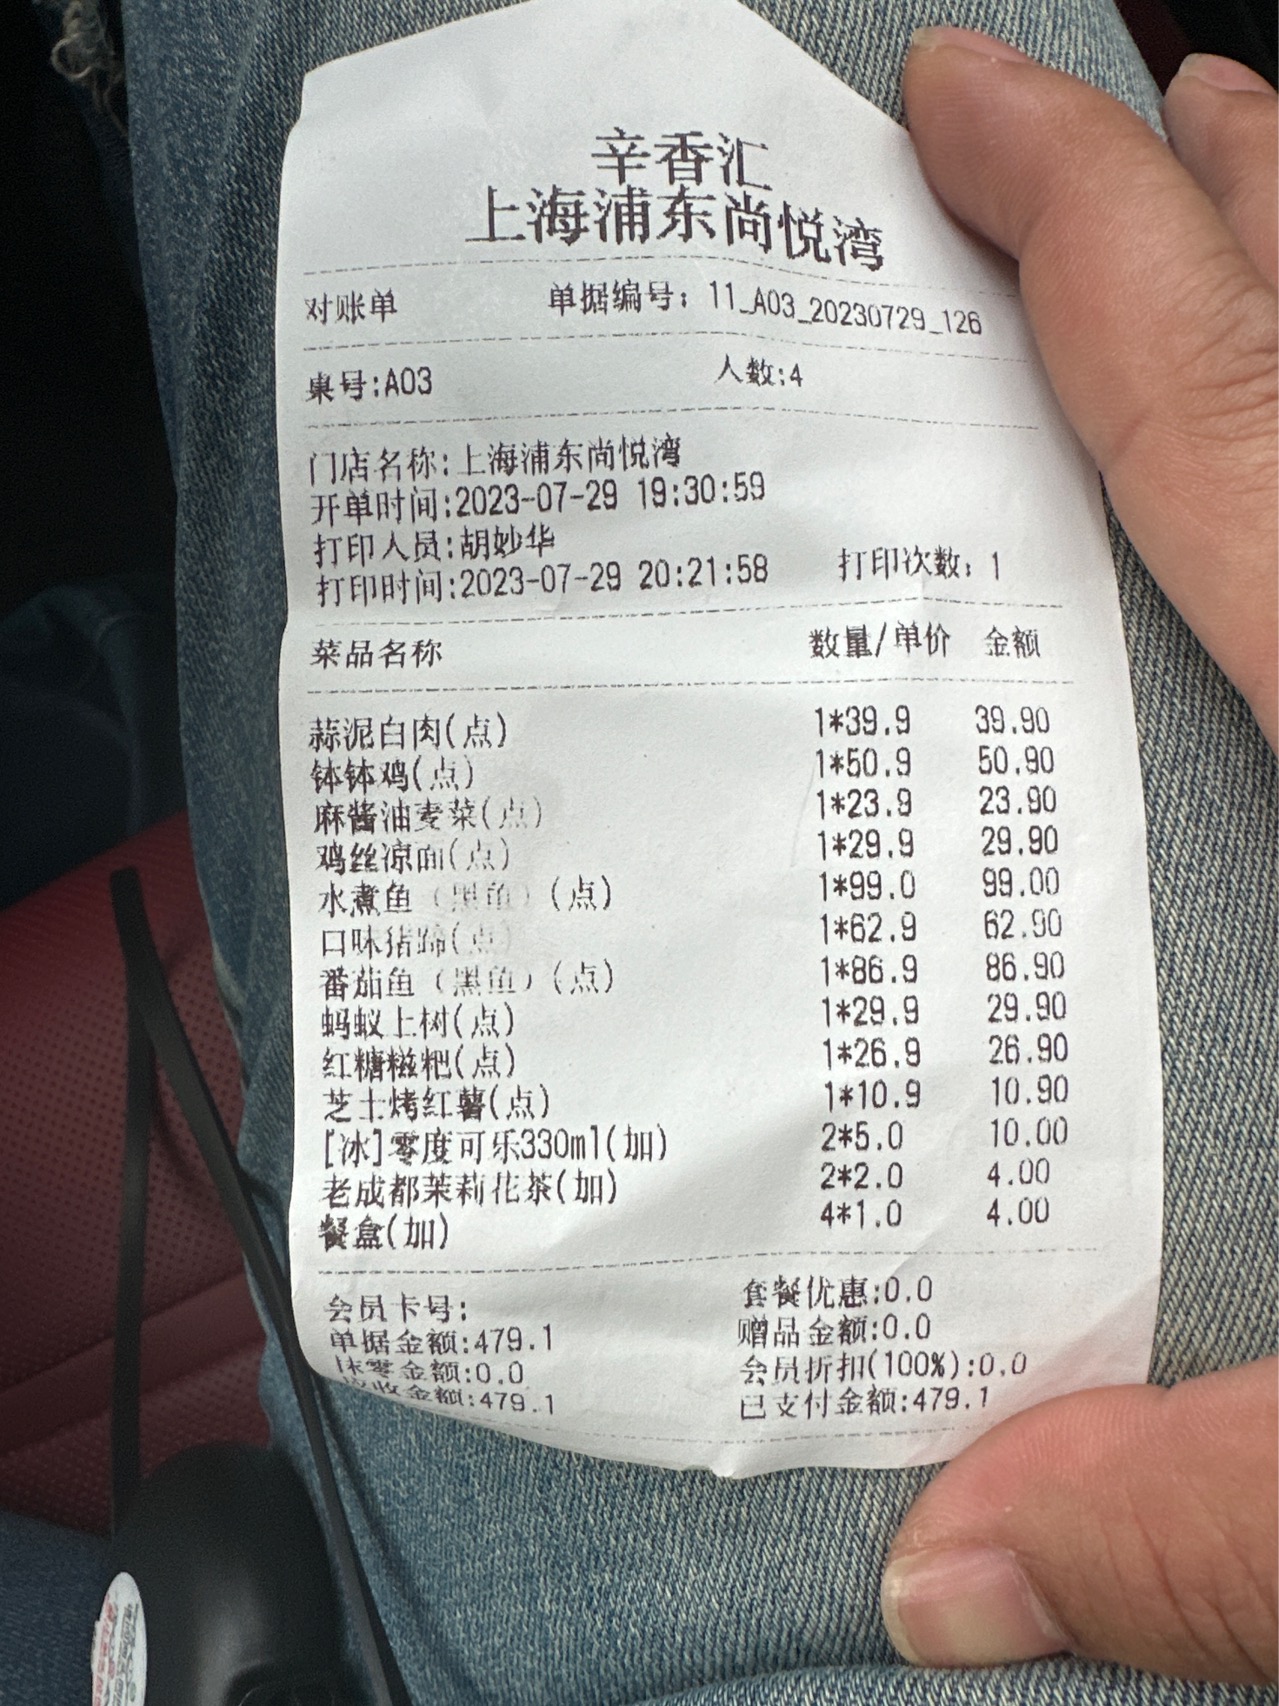 辛香汇
上海浦东尚悦湾
对账单 单据编号：11_A03_20230729_126
桌号:A03 人数:4
门店名称:上海浦东尚悦湾
开单时间:2023-07-29 19:30:59
打印人员:胡妙华
打印时间:2023-07-29 20:21:58 打印次数：1
菜品名称 数量/单价 金额
蒜泥白肉(点) 1*39.9 39.90
钵钵鸡(点) 1*50.9 50.90
麻酱油麦菜(点) 1*23.9 23.90
鸡丝凉面(点) 1*29.9 29.90
水煮鱼（黑鱼）(点) 1*99.0 99.00
口味猪蹄(点) 1*62.9 62.90
番茄鱼（黑鱼）(点) 1*86.9 86.90
蚂蚁上树(点) 1*29.9 29.90
红糖糍粑(点) 1*26.9 26.90
芝士烤红薯(点) 1*10.9 10.90
[冰]零度可乐330ml(加) 2*5.0 10.00
老成都茉莉花茶(加) 2*2.0 4.00
餐盒(加) 4*1.0 4.00
会员卡号: 套餐优惠:0.0
单据金额:479.1 赠品金额:0.0
抹零金额:0.0 会员折扣(100%):0.0
应收金额:479.1 已支付金额:479.1